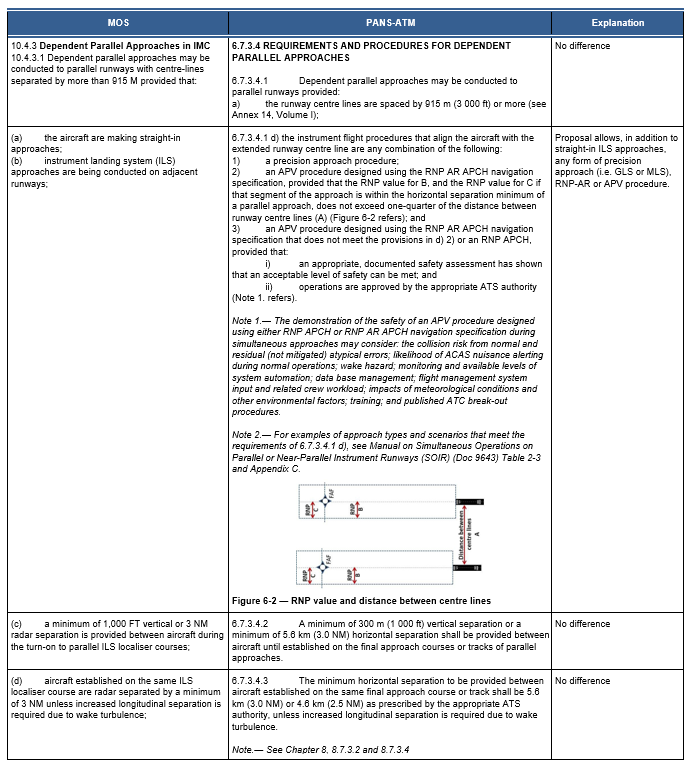 MOS
PANS-ATM
Explanation
10.4.3 Dependent Parallel Approaches in IMC
10.4.3.1 Dependent parallel approaches may be
conducted to parallel runways with centre-lines
separated by more than 915 M provided that:
6.7.3.4 REQUIREMENTS AND PROCEDURES FOR DEPENDENT
PARALLEL APPROACHES
6.7.3.4.1 Dependent parallel approaches may be conducted to
parallel runways provided:
a) the runway centre lines are spaced by 915 m (3 000 ft) or more (see
Annex 14, Volume I);
No difference
(a) the aircraft are making straight-in
approaches;
(b) instrument landing system (ILS)
approaches are being conducted on adjacent
runways;
6.7.3.4.1 d) the instrument flight procedures that align the aircraft with the
extended runway centre line are any combination of the following:
1) a precision approach procedure;
2) an APV procedure designed using the RNP AR APCH navigation
specification, provided that the RNP value for B, and the RNP value for C if
that segment of the approach is within the horizontal separation minimum of
a parallel approach, does not exceed one-quarter of the distance between
runway centre lines (A) (Figure 6-2 refers); and
3) an APV procedure designed using the RNP AR APCH navigation
specification that does not meet the provisions in d) 2) or an RNP APCH,
provided that:
i) an appropriate, documented safety assessment has shown
that an acceptable level of safety can be met; and
ii) operations are approved by the appropriate ATS authority
(Note 1. refers).
Note 1.— The demonstration of the safety of an APV procedure designed
using either RNP APCH or RNP AR APCH navigation specification during
simultaneous approaches may consider: the collision risk from normal and
residual (not mitigated) atypical errors; likelihood of ACAS nuisance alerting
during normal operations; wake hazard; monitoring and available levels of
system automation; data base management; flight management system
input and related crew workload; impacts of meteorological conditions and
other environmental factors; training; and published ATC break-out
procedures.
Note 2.— For examples of approach types and scenarios that meet the
requirements of 6.7.3.4.1 d), see Manual on Simultaneous Operations on
Parallel or Near-Parallel Instrument Runways (SOIR) (Doc 9643) Table 2-3
and Appendix C.
RNP
C
FAF
RNP
B
Distance between
centre lines
A
RNP
C
FAF
RNP
B
Figure 6-2 — RNP value and distance between centre lines
Proposal allows, in addition to
straight-in ILS approaches,
any form of precision
approach (i.e. GLS or MLS),
RNP-AR or APV procedure.
(c) a minimum of 1,000 FT vertical or 3 NM
radar separation is provided between aircraft during
the turn-on to parallel ILS localiser courses;
6.7.3.4.2 A minimum of 300 m (1 000 ft) vertical separation or a
minimum of 5.6 km (3.0 NM) horizontal separation shall be provided between
aircraft until established on the final approach courses or tracks of parallel
approaches.
No difference
(d) aircraft established on the same ILS
localiser course are radar separated by a minimum
of 3 NM unless increased longitudinal separation is
required due to wake turbulence;
6.7.3.4.3 The minimum horizontal separation to be provided between
aircraft established on the same final approach course or track shall be 5.6
km (3.0 NM) or 4.6 km (2.5 NM) as prescribed by the appropriate ATS
authority, unless increased longitudinal separation is required due to wake
turbulence.
Note.— See Chapter 8, 8.7.3.2 and 8.7.3.4
No difference